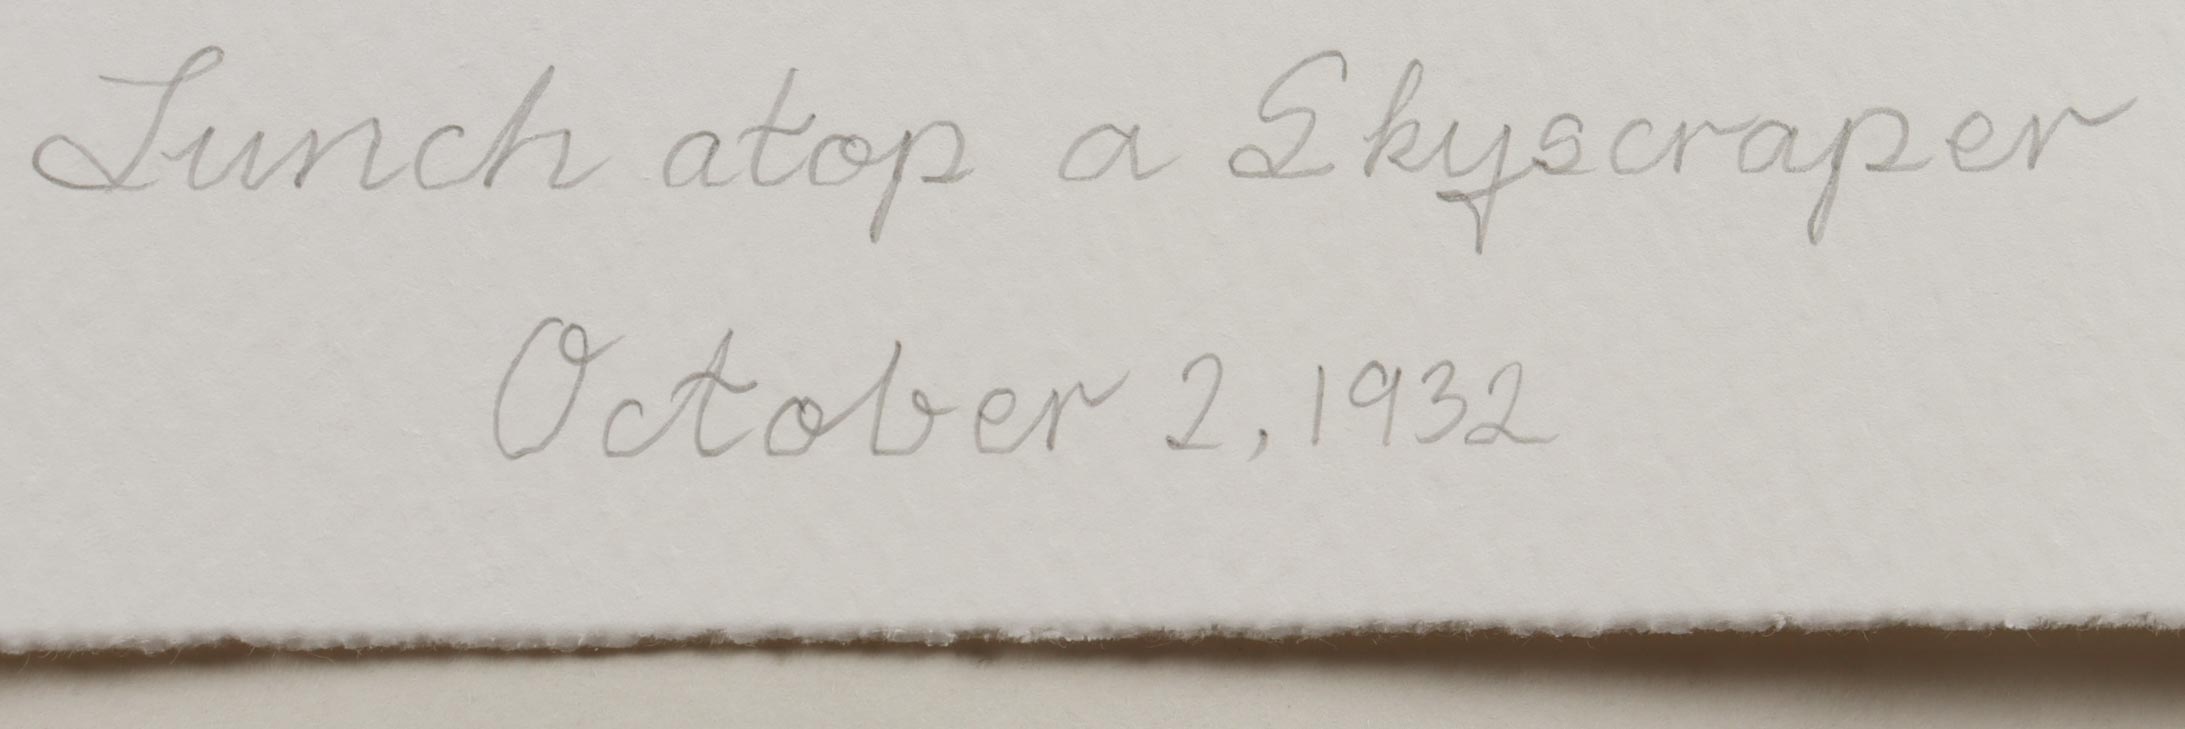 Lunch atop a Skyscraper
October 2, 1932